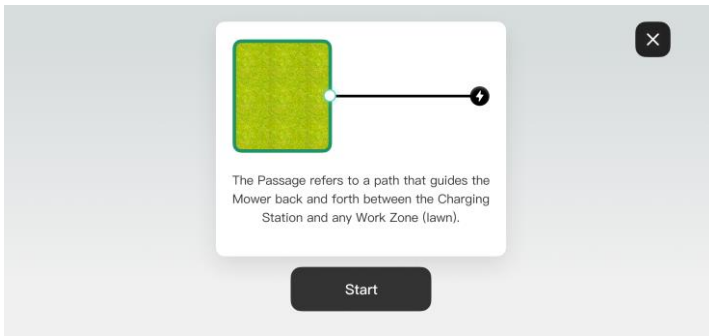 The Passage refers to a path that guides the
Mower back and forth between the Charging
Station and any Work Zone (lawn).
Start